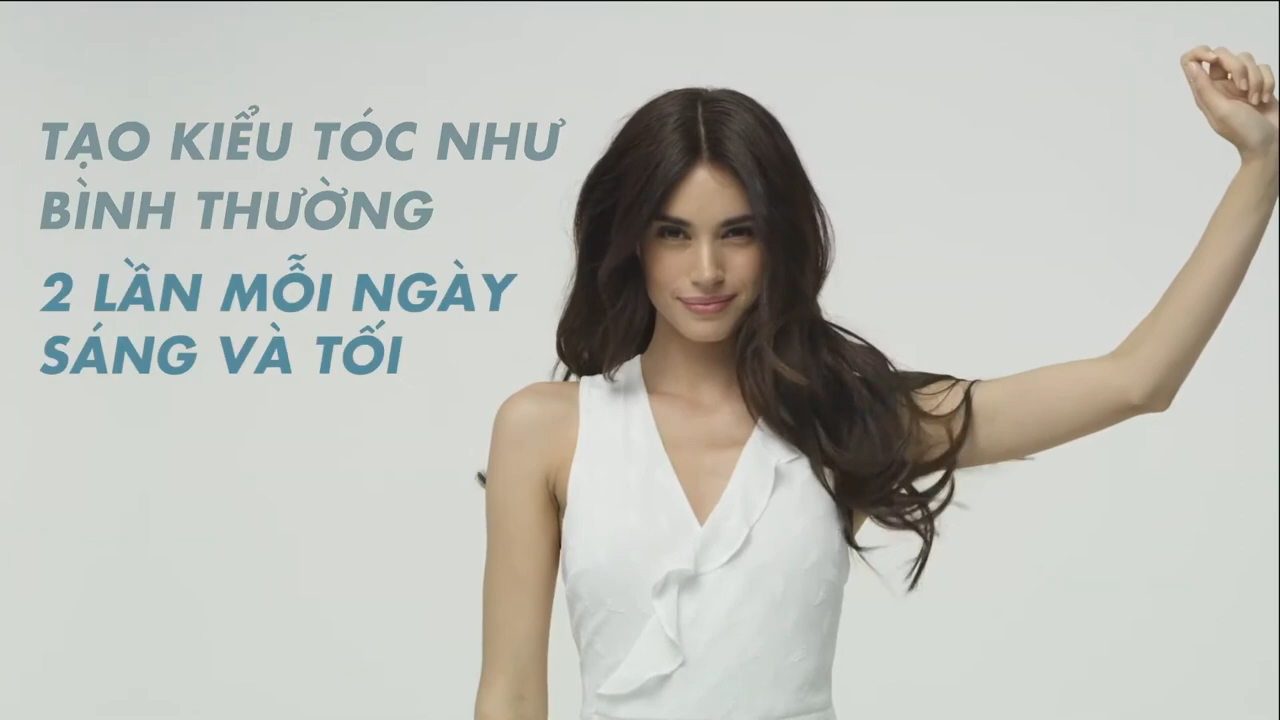 TẠO KIỂU TÓC NHƯ
BÌNH THƯỜNG
2 LẦN MỖI NGÀY
SÁNG VÀ TỐI